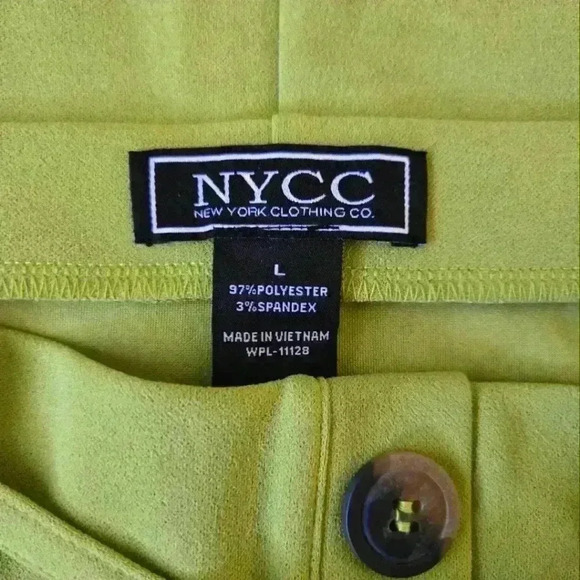 NYCC
NEW YORK CLOTHING CO.
L
97%POLYESTER
3%SPANDEX
MADE IN VIETNAM
WPL-11128